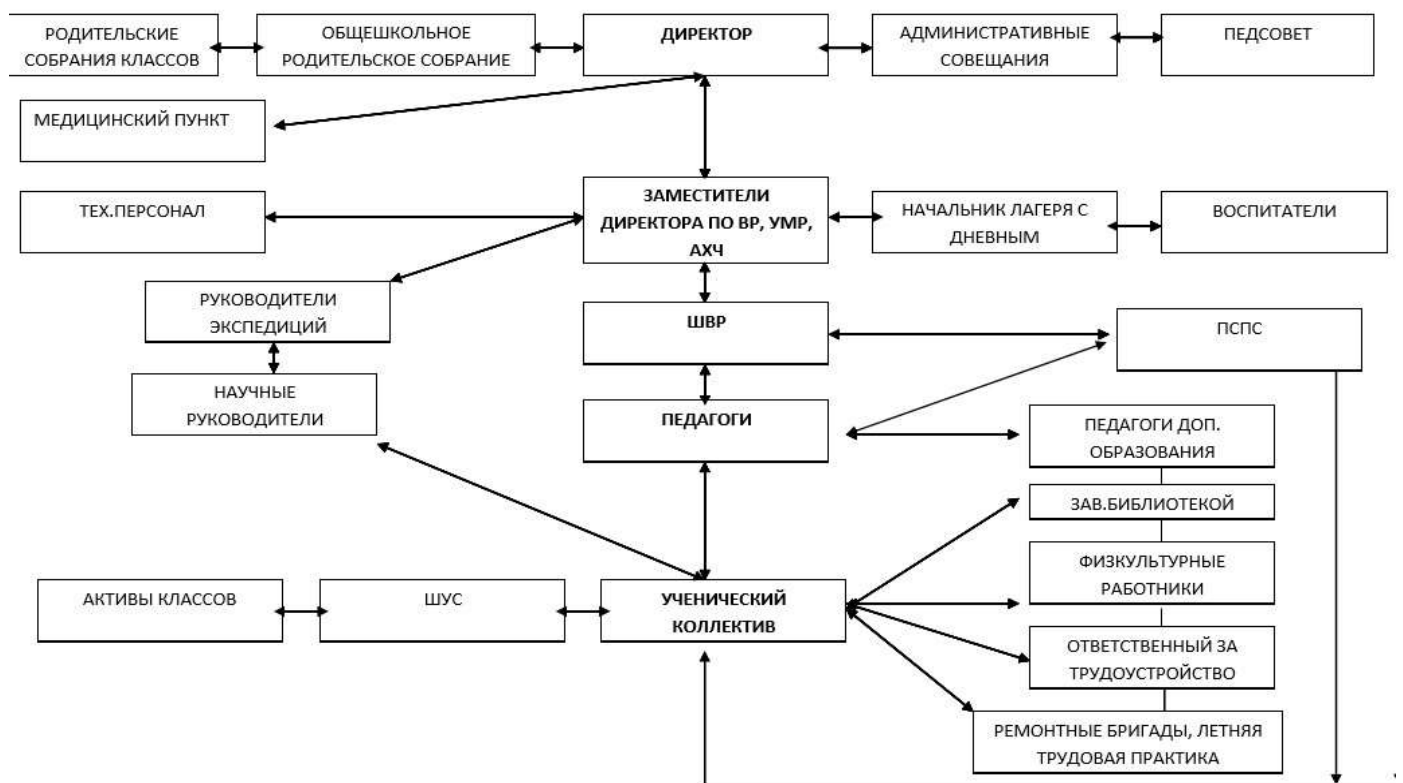 РОДИТЕЛЬСКИЕ
СОБРАНИЯ КЛАССОВ
ОБЩЕШКОЛЬНОЕ
РОДИТЕЛЬСКОЕ СОБРАНИЕ
ДИРЕКТОР
АДМИНИСТРАТИВНЫЕ
СОВЕЩАНИЯ
ПЕДСОВЕТ
МЕДИЦИНСКИЙ ПУНКТ
ТЕХ.ПЕРСОНАЛ
ЗАМЕСТИТЕЛИ
ДИРЕКТОРА ПО ВР, УМР,
АХЧ
НАЧАЛЬНИК ЛАГЕРЯ С
ДНЕВНЫМ
ВОСПИТАТЕЛИ
РУКОВОДИТЕЛИ
ЭКСПЕДИЦИЙ
ШВР
ПСПС
НАУЧНЫЕ
РУКОВОДИТЕЛИ
ПЕДАГОГИ
ПЕДАГОГИ ДОП.
ОБРАЗОВАНИЯ
ЗАВ.БИБЛИОТЕКОЙ
ФИЗКУЛЬТУРНЫЕ
РАБОТНИКИ
АКТИВЫ КЛАССОВ
ШУС
УЧЕНИЧЕСКИЙ
КОЛЛЕКТИВ
ОТВЕТСТВЕННЫЙ ЗА
ТРУДОУСТРОЙСТВО
РЕМОНТНЫЕ БРИГАДЫ, ЛЕТНЯЯ
ТРУДОВАЯ ПРАКТИКА